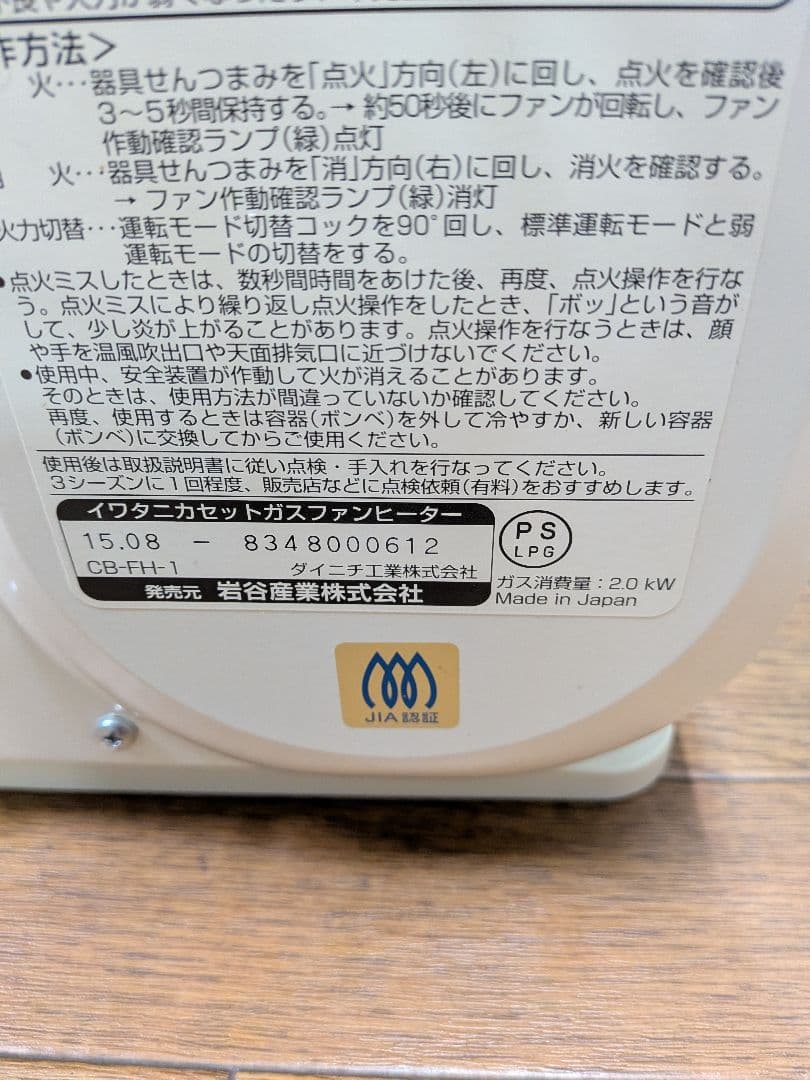 作方法＞
火…器具せんつまみを「点火」方向(左)に回し、点火を確認後
3～5秒間保持する。→ 約50秒後にファンが回転し、ファン
作動確認ランプ(緑)点灯
火…器具せんつまみを「消」方向(右)に回し、消火を確認する。
→ ファン作動確認ランプ(緑)消灯
火力切替…運転モード切替コックを90°回し、標準運転モードと弱
運転モードの切替をする。
●点火ミスしたときは、数秒間時間をあけた後、再度、点火操作を行な
う。点火ミスにより繰り返し点火操作をしたとき、「ボッ」という音が
して、少し炎が上がることがあります。点火操作を行なうときは、顔
や手を温風吹出口や天面排気口に近づけないでください。
●使用中、安全装置が作動して火が消えることがあります。
そのときは、使用方法が間違っていないか確認してください。
再度、使用するときは容器(ボンベ)を外して冷やすか、新しい容器
(ボンベ)に交換してからご使用ください。
使用後は取扱説明書に従い点検・手入れを行なってください。
3シーズンに1回程度、販売店などに点検依頼(有料)をおすすめします。
イワタニカセットガスファンヒーター
15.08 － 8348000612
CB-FH-1 ダイニチ工業株式会社
発売元 岩谷産業株式会社
PS
LPG
ガス消費量：2.0 kW
Made in Japan
JIA 認証